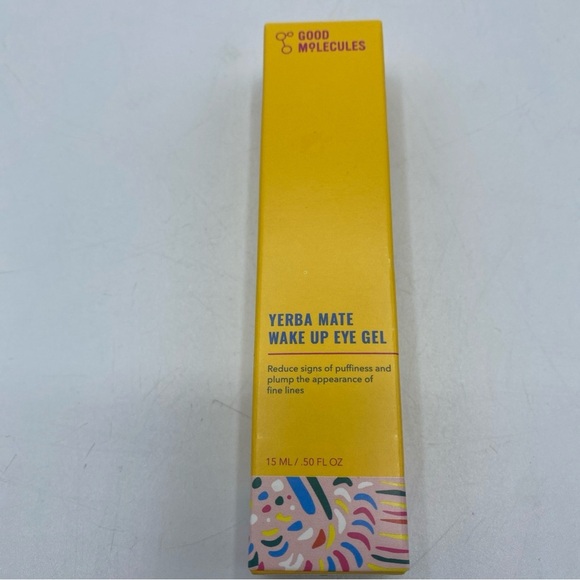 GOOD
MOLECULES
YERBA MATE
WAKE UP EYE GEL
Reduce signs of puffiness and
plump the appearance of
fine lines
15 ML / .50 FL OZ